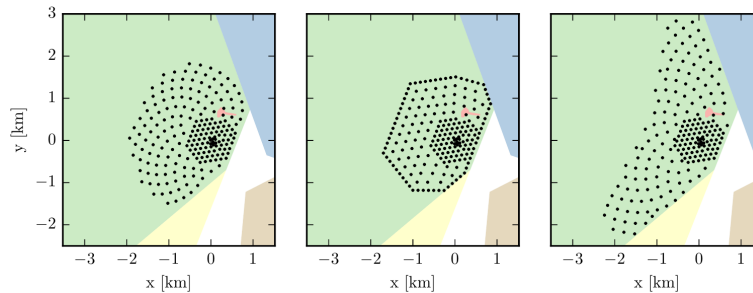 3
2
1
0
−1
−2
y [km]
−3 −2 −1 0 1
x [km]
−3 −2 −1 0 1
x [km]
−3 −2 −1 0 1
x [km]